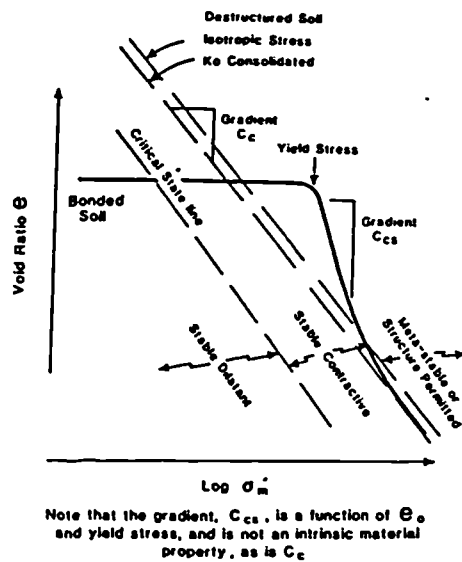 Destructured Soil
Isotropic Stress
Ko Consolidated
Gradient
Cc
Yield Stress
Critical State line
Bonded
Soil
Gradient
Ccs
Void Ratio e
Stable Dilatant
Stable Contractive
Meta-stable or
Structure Permitted
Log σ'm
Note that the gradient, Ccs, is a function of eo
and yield stress, and is not an intrinsic material
property, as is Cc